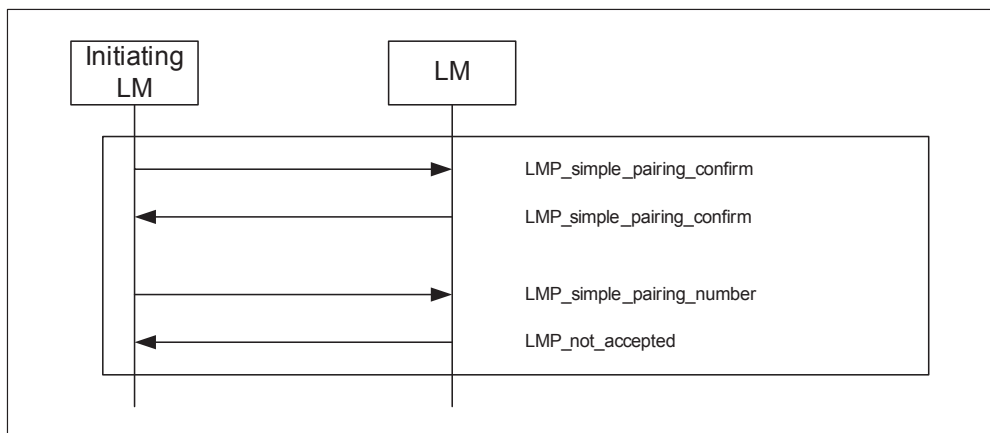 Initiating
LM
LM
LMP_simple_pairing_confirm
LMP_simple_pairing_confirm
LMP_simple_pairing_number
LMP_not_accepted